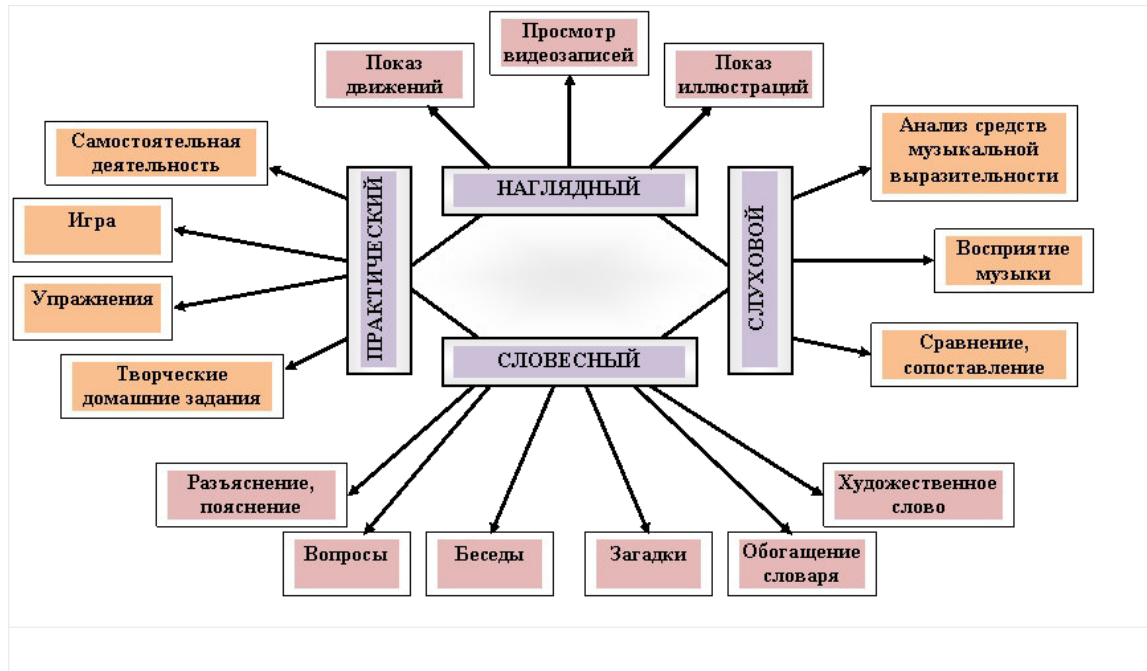 Просмотр
видеозаписей
Показ
движений
Показ
иллюстраций
Самостоятельная
деятельность
Анализ средств
музыкальной
выразительности
НАГЛЯДНЫЙ
ПРАКТИЧЕСКИЙ
СЛУХОВОЙ
Игра
Восприятие
музыки
Упражнения
СЛОВЕСНЫЙ
Сравнение,
сопоставление
Творческие
домашние задания
Разъяснение,
пояснение
Художественное
слово
Вопросы
Беседы
Загадки
Обогащение
словаря